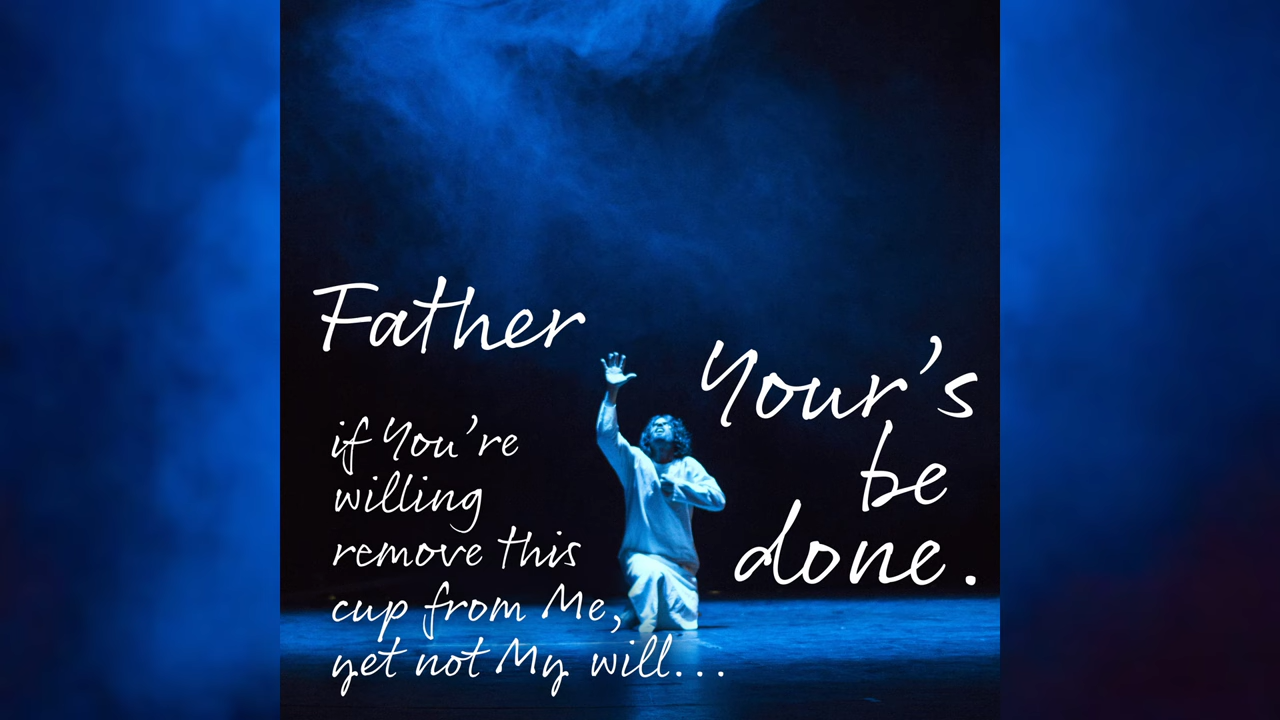 Father
if You're
willing
remove this
cup from Me,
yet not My will...
Your's
be
done.